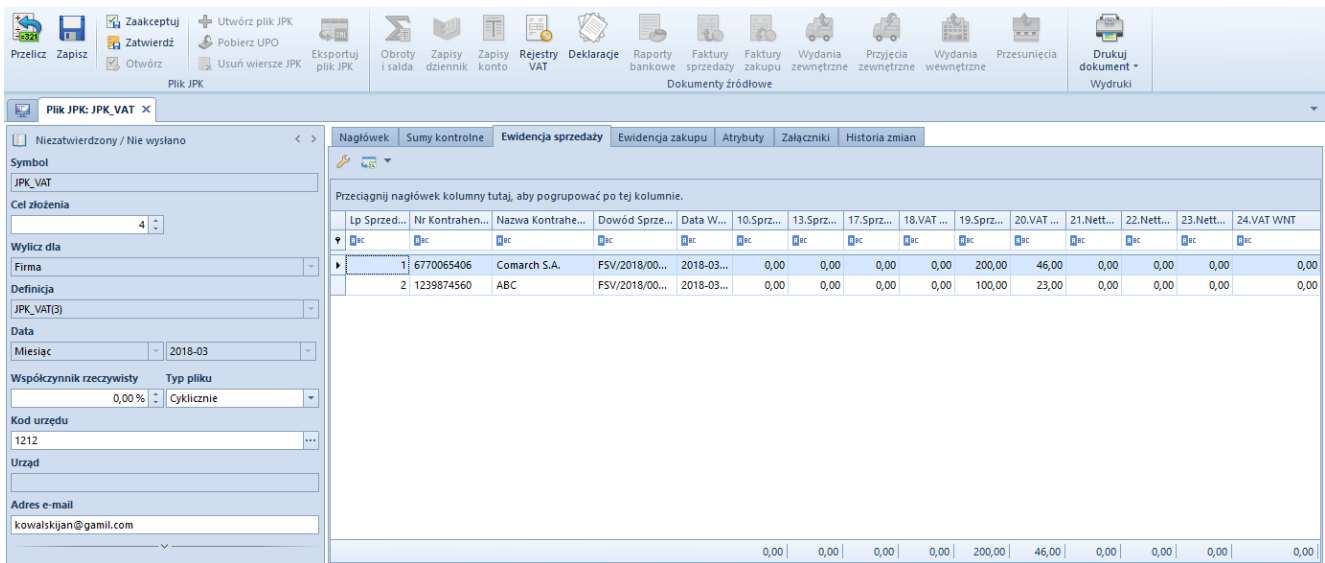 Przelicz
Zapisz
Zaakceptuj
Zatwierdź
Otwórz
Utwórz plik JPK
Pobierz UPO
Usuń wiersze JPK
Eksportuj
plik JPK
Plik JPK
Obroty
i salda
Zapisy
dziennik
Zapisy
konto
Rejestry
VAT
Deklaracje
Raporty
bankowe
Faktury
sprzedaży
Faktury
zakupu
Wydania
zewnętrzne
Przyjęcia
zewnętrzne
Wydania
wewnętrzne
Przesunięcia
Dokumenty źródłowe
Drukuj
dokument
Wydruki
Plik JPK: JPK_VAT
Niezatwierdzony / Nie wysłano
Symbol
JPK_VAT
Cel złożenia
4
Wylicz dla
Firma
Definicja
JPK_VAT(3)
Data
Miesiąc 2018-03
Współczynnik rzeczywisty Typ pliku
0,00 % Cyklicznie
Kod urzędu
1212
Urząd
Adres e-mail
kowalskijan@gamil.com
Nagłówek Sumy kontrolne Ewidencja sprzedaży Ewidencja zakupu Atrybuty Załączniki Historia zmian
Przeciągnij nagłówek kolumny tutaj, aby pogrupować po tej kolumnie.
Lp Sprzed... Nr Kontrahen... Nazwa Kontrahe... Dowód Sprze... Data W... 10.Sprz... 13.Sprz... 17.Sprz... 18.VAT ... 19.Sprz... 20.VAT ... 21.Nett... 22.Nett... 23.Nett... 24.VAT WNT
1 6770065406 Comarch S.A. FSV/2018/00... 2018-03... 0,00 0,00 0,00 0,00 200,00 46,00 0,00 0,00 0,00 0,00
2 1239874560 ABC FSV/2018/00... 2018-03... 0,00 0,00 0,00 0,00 100,00 23,00 0,00 0,00 0,00 0,00
0,00 0,00 0,00 0,00 200,00 46,00 0,00 0,00 0,00 0,00